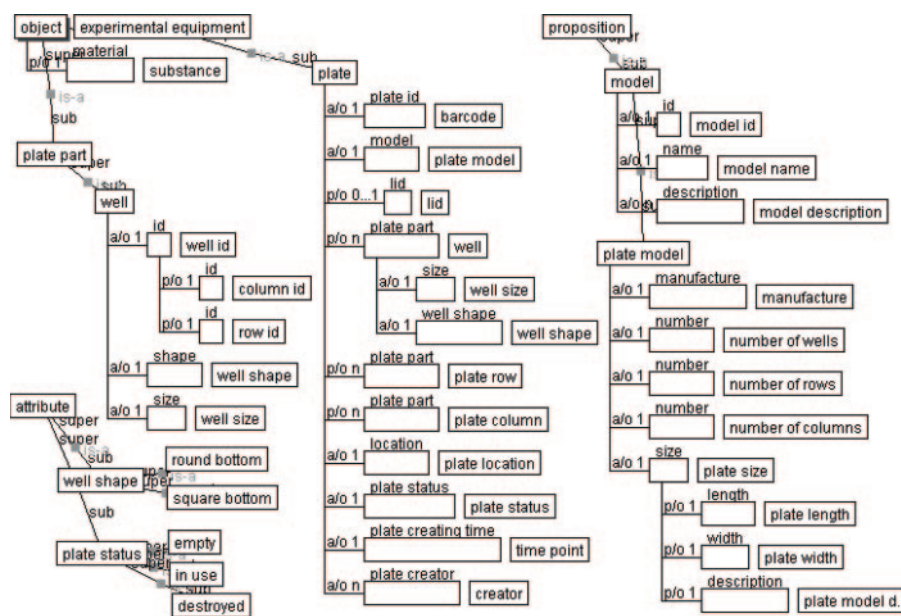 object
experimental equipment
super
is-a
sub
p/o 1
material
substance
is-a
sub
plate part
super
sub
well
a/o 1
id
well id
p/o 1
id
column id
p/o 1
id
row id
a/o 1
shape
well shape
a/o 1
size
well size
attribute
super
super
is-a
sub
well shape
round bottom
is-a
super
square bottom
sub
plate status
empty
in use
sub
destroyed
plate
a/o 1
plate id
barcode
a/o 1
model
plate model
p/o 0...1
lid
lid
p/o n
plate part
well
a/o 1
size
well size
a/o 1
well shape
well shape
p/o n
plate part
plate row
p/o n
plate part
plate column
a/o 1
location
plate location
a/o 1
plate status
plate status
a/o 1
plate creating time
time point
a/o n
plate creator
creator
proposition
super
is-a
sub
model
a/o 1
id
model id
a/o 1
name
model name
description
model description
plate model
a/o 1
manufacture
manufacture
a/o 1
number
number of wells
a/o 1
number
number of rows
a/o 1
number
number of columns
a/o 1
size
plate size
p/o 1
length
plate length
p/o 1
width
plate width
p/o 1
description
plate model d.